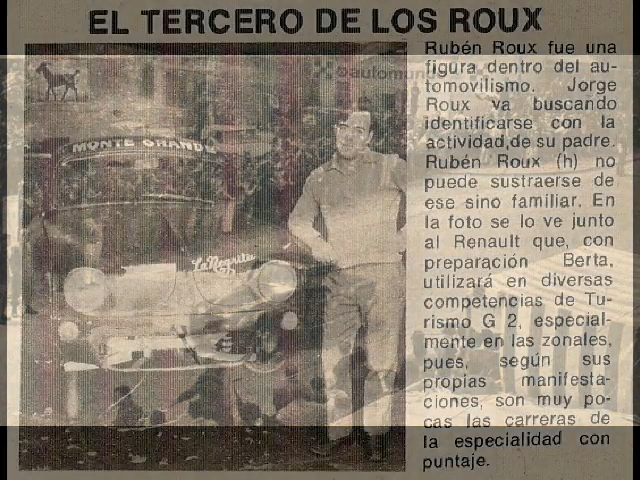 EL TERCERO DE LOS ROUX
Rubén Roux fue una
figura dentro del au-
tomovilismo. Jorge
Roux va buscando
identificarse con la
actividad,de su padre.
Rubén Roux (h) no
puede sustraerse de
ese sino familiar. En
la foto se lo ve junto
al Renault que, con
preparación Berta,
utilizará en diversas
competencias de Tu-
rismo G 2, especial-
mente en las zonales,
pues, según sus
propias manifesta-
ciones, son muy po-
cas las carreras de
la especialidad con
puntaje.
automundo
MONTE GRANDE